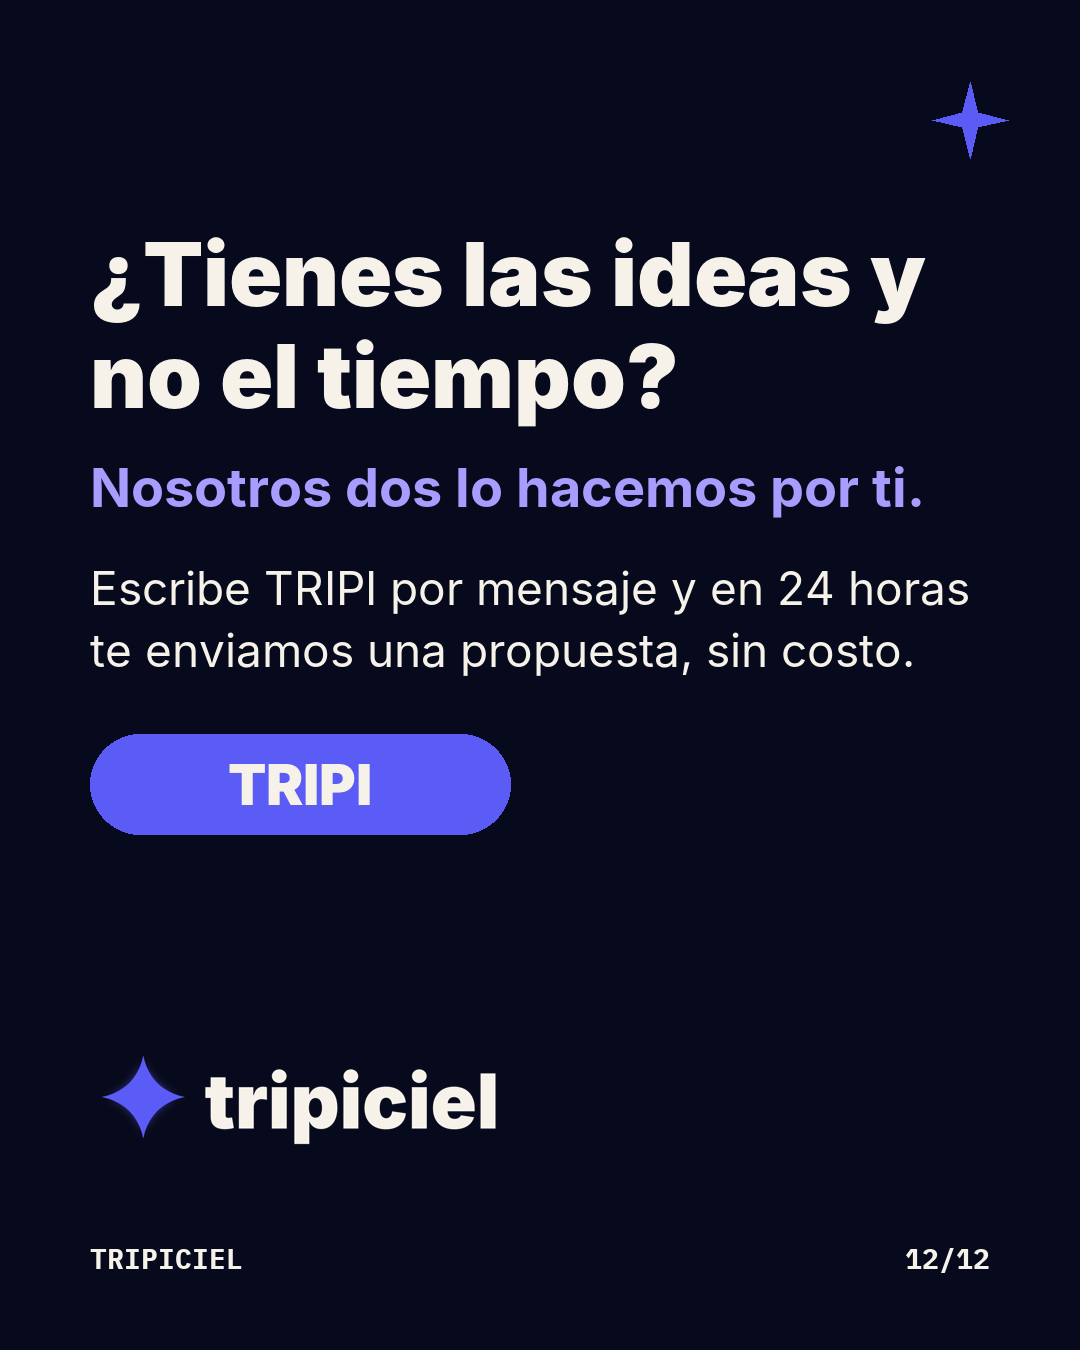 ¿Tienes las ideas y
no el tiempo?
Nosotros dos lo hacemos por ti.
Escribe TRIPI por mensaje y en 24 horas
te enviamos una propuesta, sin costo.
TRIPI
tripiciel
TRIPICIEL
12/12